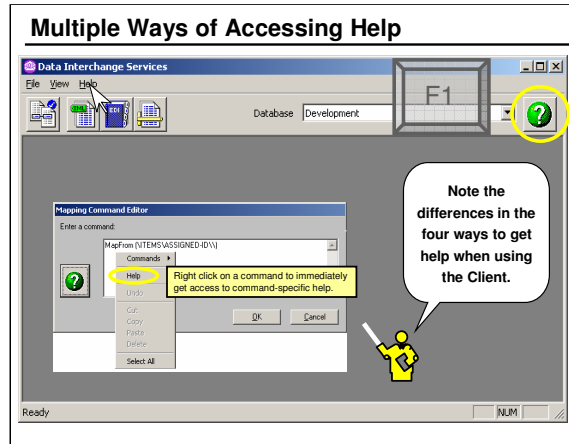 Multiple Ways of Accessing Help
Data Interchange Services
File View Help
XML
EDI
Database Development
F1
Note the
differences in the
four ways to get
help when using
the Client.
Mapping Command Editor
Enter a command:
MapFrom (\ITEMS\ASSIGNED-ID\\)
Commands
Help
Right click on a command to immediately
get access to command-specific help.
Undo
Cut
Copy
Paste
Delete
Select All
OK Cancel
Ready NUM